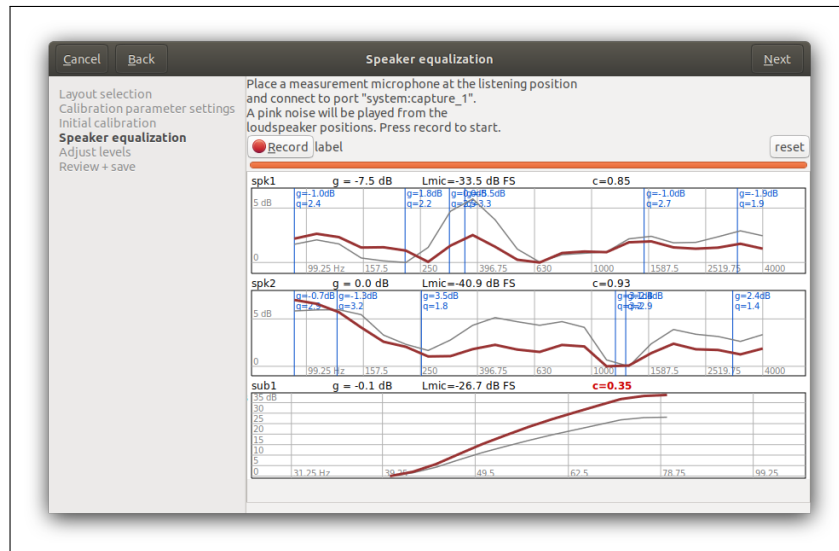 Cancel Back Speaker equalization Next
Layout selection
Calibration parameter settings
Initial calibration
Speaker equalization
Adjust levels
Review + save
Place a measurement microphone at the listening position
and connect to port "system:capture_1".
A pink noise will be played from the
loudspeaker positions. Press record to start.
Record label reset
spk1 g = -7.5 dB Lmic=-33.5 dB FS c=0.85
g=-1.0dB g=1.8dB g=-1.0dB g=-1.9dB
q=2.4 q=2.2 q=2.7 q=1.9
5 dB
0 99.25 Hz 157.5 250 396.75 630 1000 1587.5 2519.75 4000
spk2 g = 0.0 dB Lmic=-40.9 dB FS c=0.93
g=-0.7dB g=-1.3dB g=3.5dB g=2.4dB
q=3.2 q=1.8 q=1.4
5 dB
0 99.25 Hz 157.5 250 396.75 630 1000 1587.5 2519.75 4000
sub1 g = -0.1 dB Lmic=-26.7 dB FS c=0.35
35 dB
30
25
20
15
10
5
0 31.25 Hz 39.25 49.5 62.5 78.75 99.25